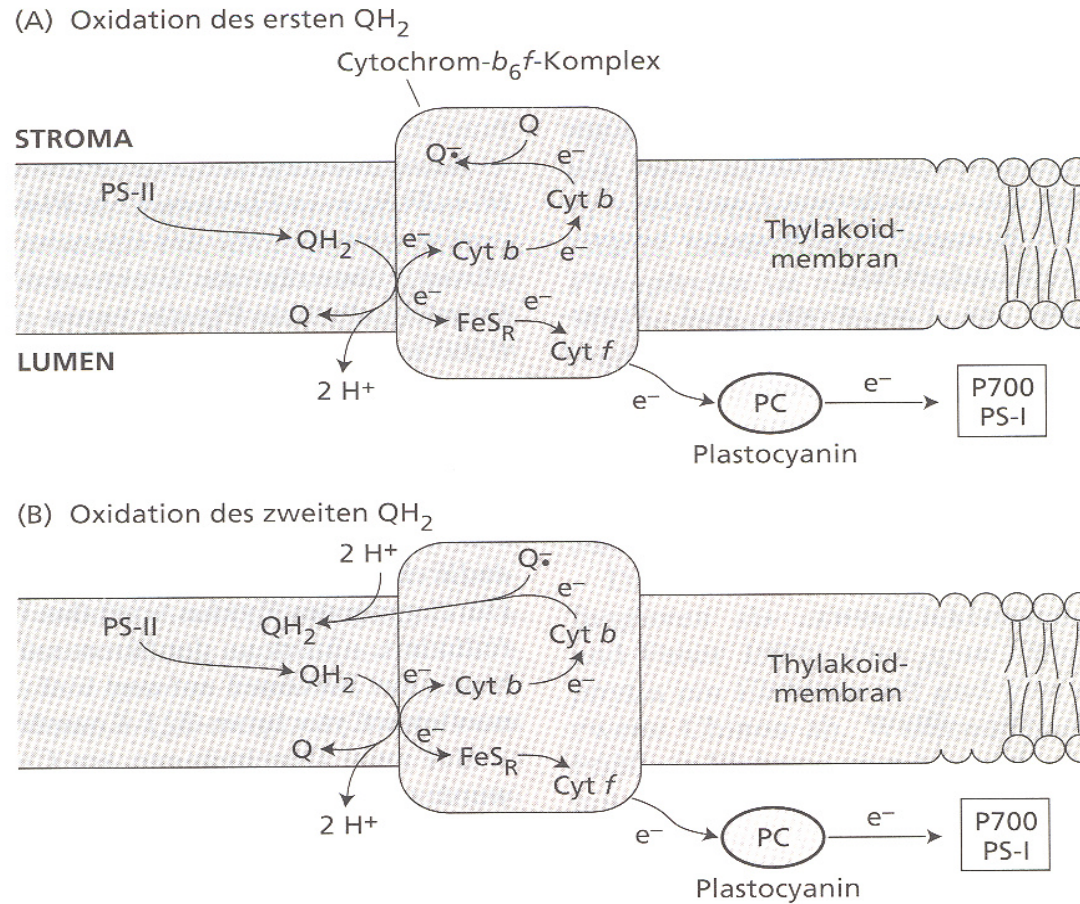 (A) Oxidation des ersten QH₂
Cytochrom-b₆f-Komplex
STROMA
Q
Q•⁻
e⁻
PS-II
Cyt b
QH₂
e⁻
Cyt b
e⁻
Thylakoid-
membran
e⁻
e⁻
Q
FeS_R
Cyt f
LUMEN
2 H⁺
e⁻
PC
e⁻
P700
PS-I
Plastocyanin
(B) Oxidation des zweiten QH₂
2 H⁺
Q•⁻
e⁻
PS-II
QH₂
Cyt b
QH₂
e⁻
Cyt b
e⁻
Thylakoid-
membran
e⁻
Q
FeS_R
Cyt f
2 H⁺
e⁻
PC
e⁻
P700
PS-I
Plastocyanin